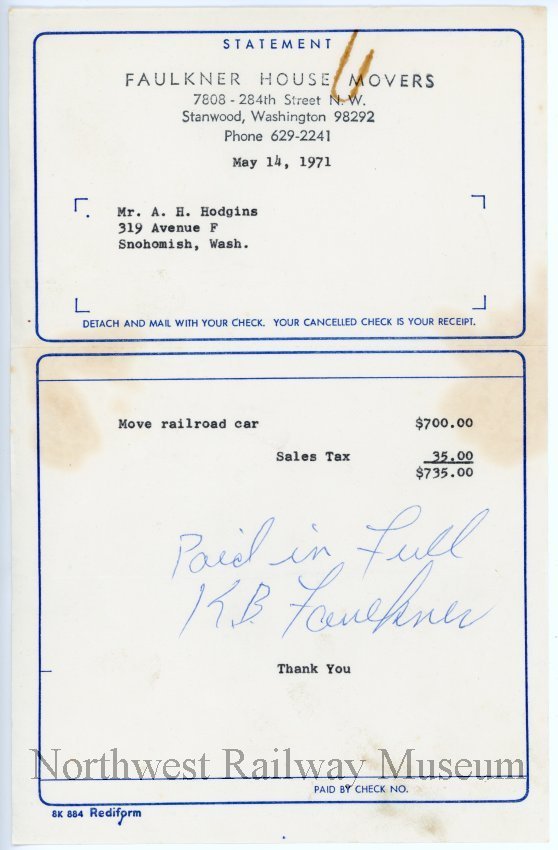 STATEMENT
FAULKNER HOUSE MOVERS
7808 - 284th Street N.W.
Stanwood, Washington 98292
Phone 629-2241
May 14, 1971
Mr. A. H. Hodgins
319 Avenue F
Snohomish, Wash.
DETACH AND MAIL WITH YOUR CHECK. YOUR CANCELLED CHECK IS YOUR RECEIPT.
Move railroad car $700.00
Sales Tax 35.00
$735.00
Paid in Full
K.B. Faulkner
Thank You
Northwest Railway Museum
PAID BY CHECK NO.
8K 884 Rediform